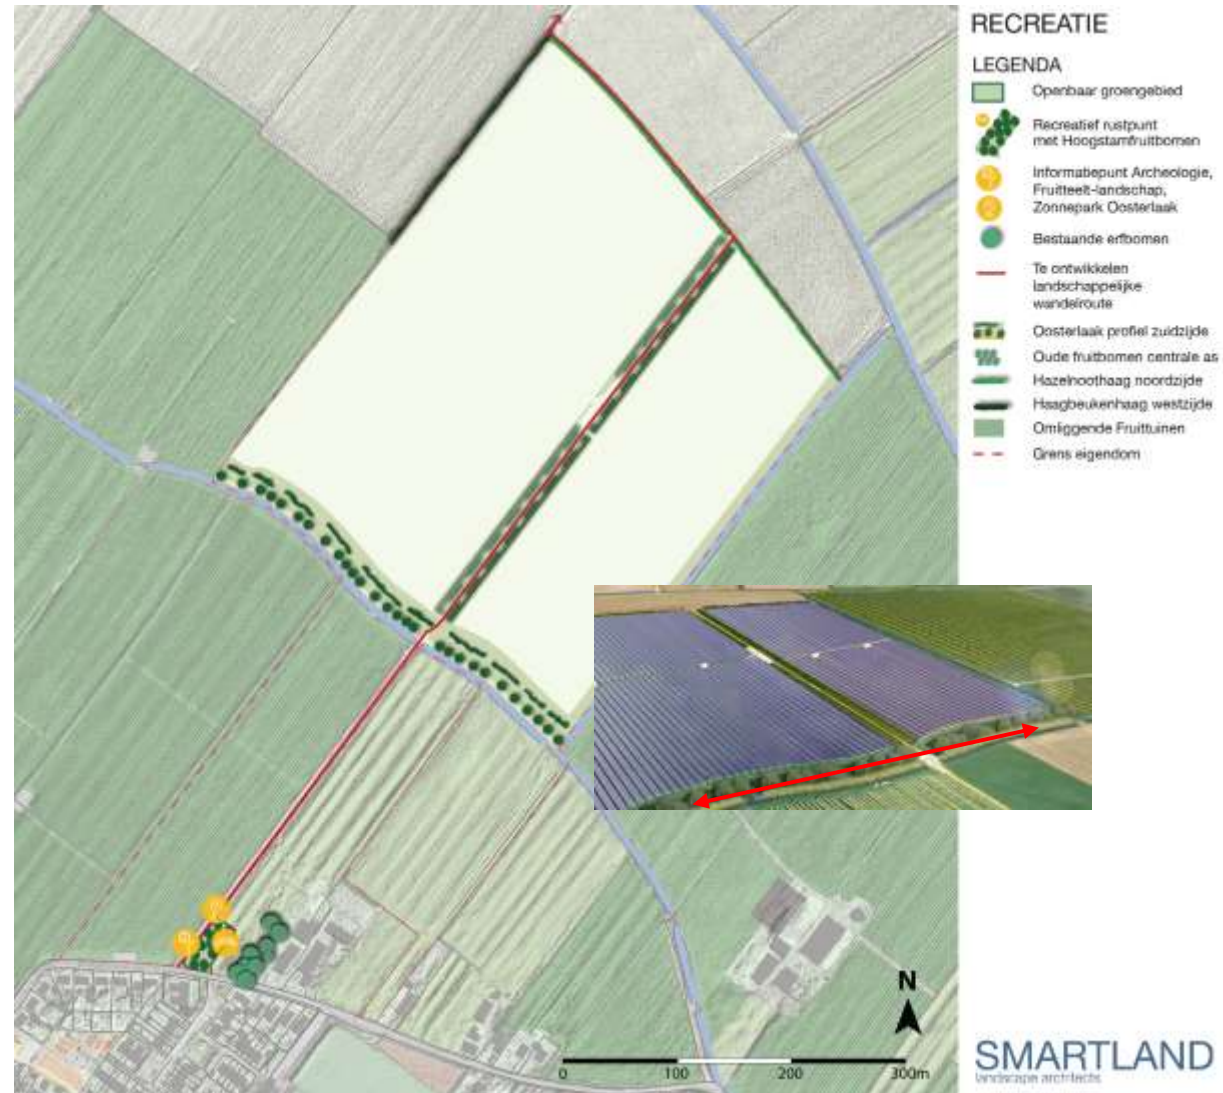 RECREATIE
LEGENDA
Openbaar groengebied
Recreatief rustpunt
met Hoogstamfruitbomen
Informatiepunt Archeologie,
Fruitteelt-landschap,
Zonnepark Oosterlaak
Bestaande erfbomen
Te ontwikkelen
landschappelijke
wandelroute
Oosterlaak profiel zuidzijde
Oude fruitbomen centrale as
Hazelnoothaag noordzijde
Haagbeukenhaag westzijde
Omliggende Fruittuinen
Grens eigendom
N
0 100 200 300m
SMARTLAND
landscape architects